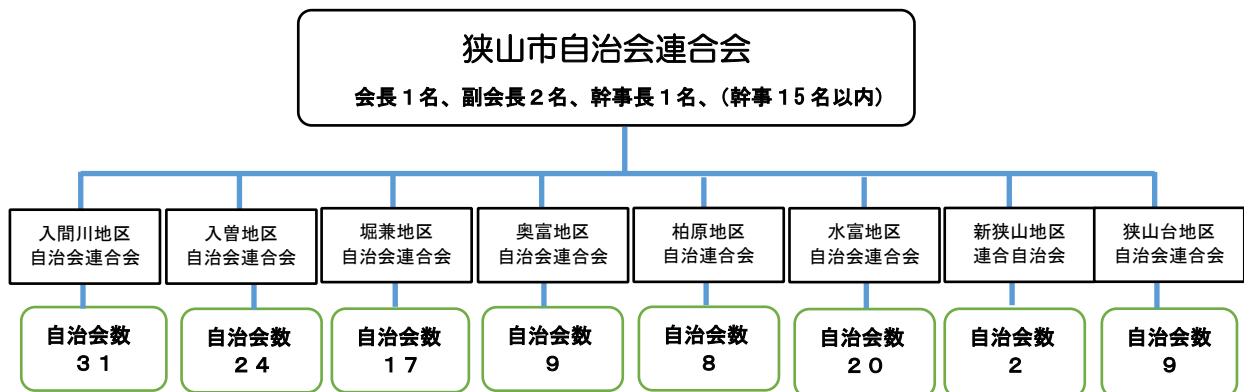 狭山市自治会連合会
会長１名、副会長２名、幹事長１名、（幹事１５名以内）
入間川地区
自治会連合会
入曽地区
自治会連合会
堀兼地区
自治会連合会
奥富地区
自治会連合会
柏原地区
自治連合会
水富地区
自治会連合会
新狭山地区
連合自治会
狭山台地区
自治会連合会
自治会数
３１
自治会数
２４
自治会数
１７
自治会数
９
自治会数
８
自治会数
２０
自治会数
２
自治会数
９